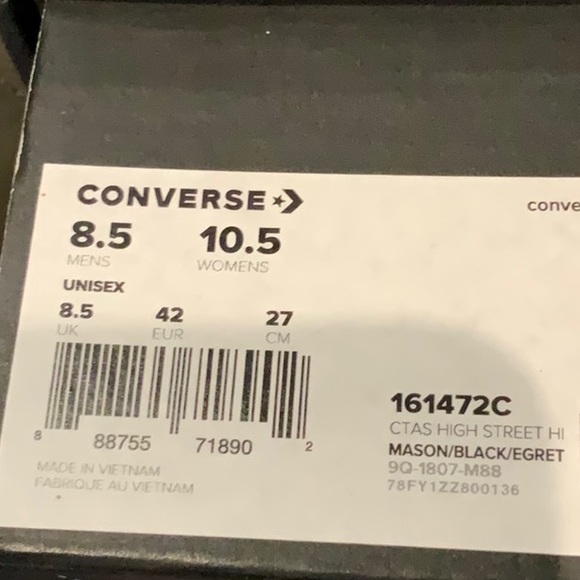 CONVERSE
conve
8.5 10.5
MENS WOMENS
UNISEX
8.5 42 27
UK EUR CM
8 88755 71890 2
MADE IN VIETNAM
FABRIQUE AU VIETNAM
161472C
CTAS HIGH STREET HI
MASON/BLACK/EGRET
9Q-1807-M88
78FY1ZZ800136